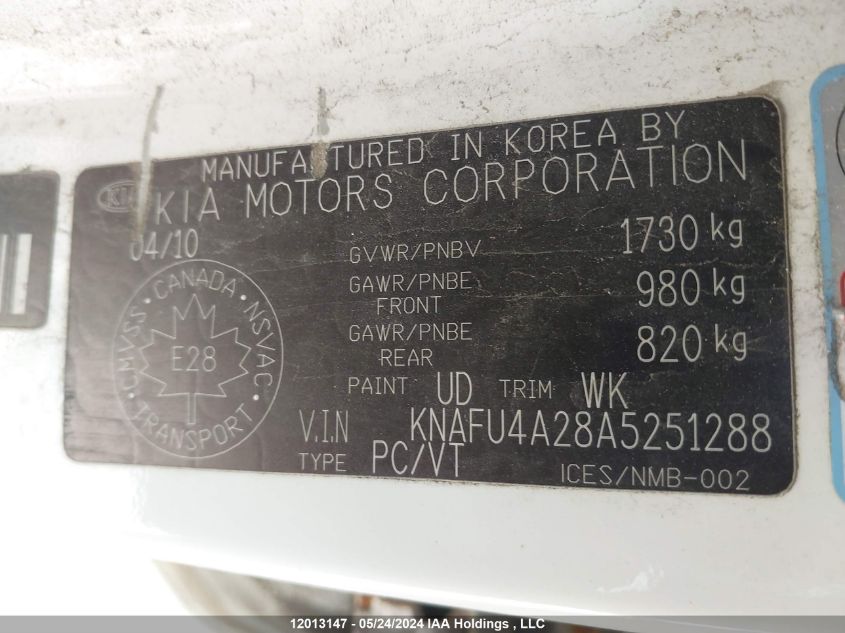 MANUFACTURED IN KOREA BY
KIA
KIA MOTORS CORPORATION
04/10
GVWR/PNBV 1730 kg
GAWR/PNBE 980 kg
FRONT
GAWR/PNBE 820 kg
REAR
CANADA · NSVAC · TRANSPORT · CMVSS ·
E28
PAINT UD TRIM WK
V.I.N KNAFU4A28A5251288
TYPE PC/VT
ICES/NMB-002
12013147 - 05/24/2024 IAA Holdings, LLC.